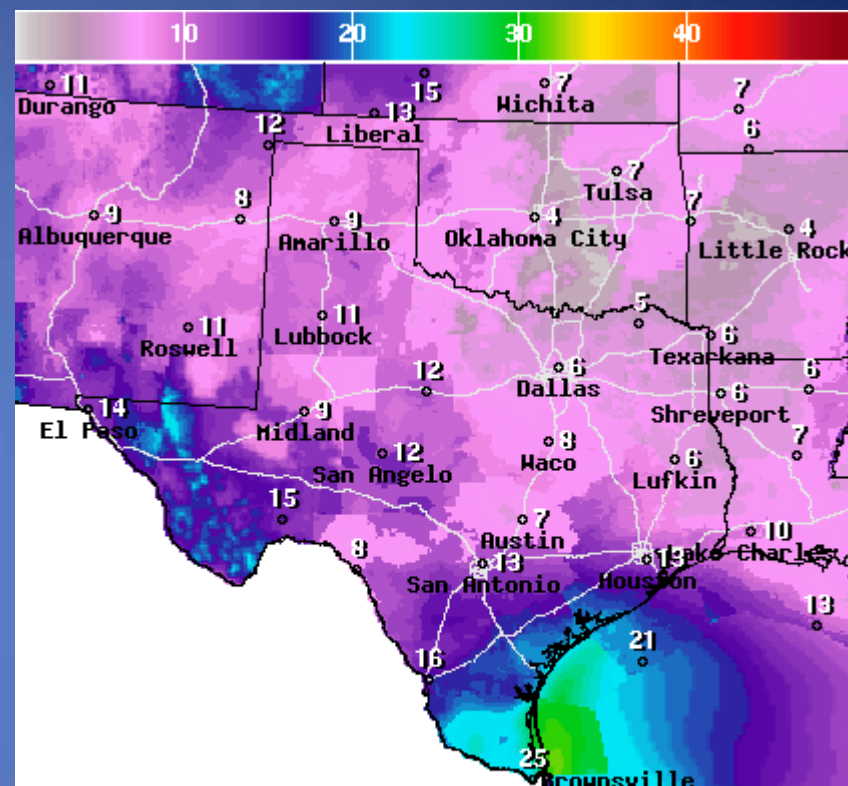 10 20 30 40
11 15 7 7
Durango 13 Wichita
12 Liberal 6
7
Tulsa
9 8 9 4 7 4
Albuquerque Amarillo Oklahoma City Little Rock
11 11 5
Roswell Lubbock 6
Texarkana
12 6
Dallas 6 6
14 9 Shreveport
El Paso Midland
12 8 6 7
San Angelo Waco Lufkin
15 7 10
Austin
8 13 13 Lake Charles
San Antonio Houston
13
16 21
25
Brownsville